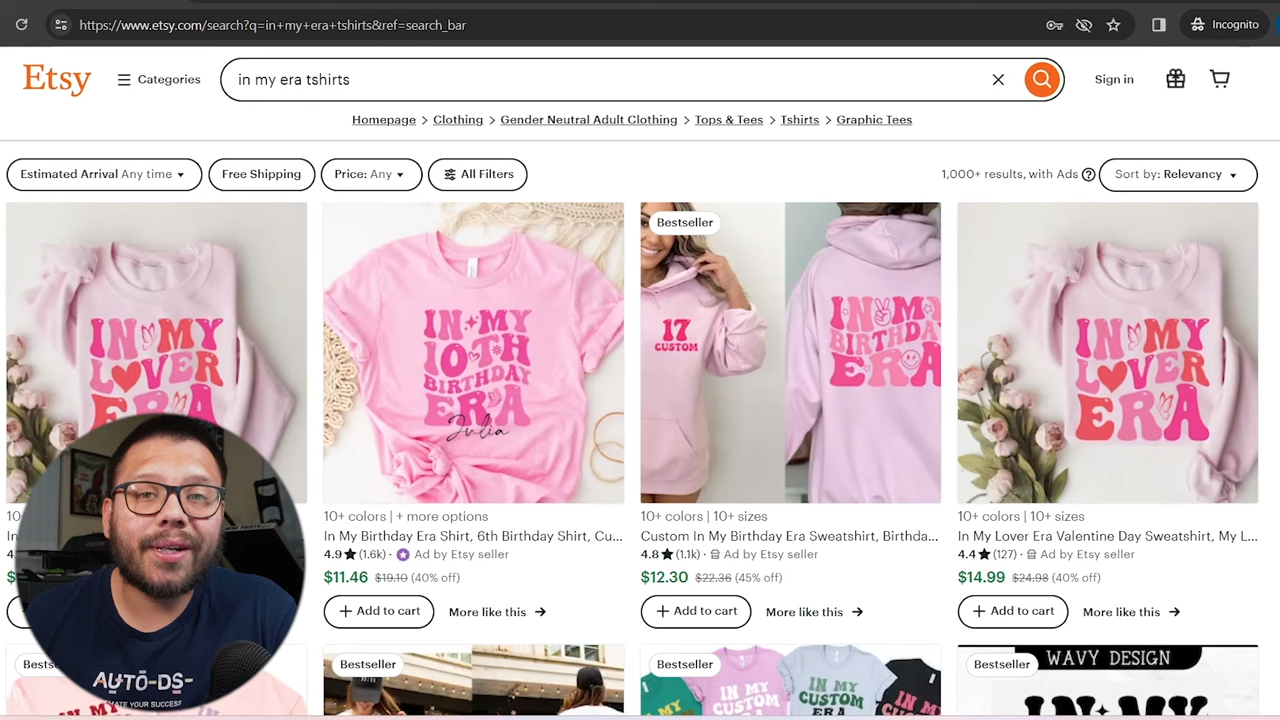 https://www.etsy.com/search?q=in+my+era+tshirts&ref=search_bar
Incognito
Etsy
Categories
in my era tshirts
Sign in
Homepage > Clothing > Gender Neutral Adult Clothing > Tops & Tees > Tshirts > Graphic Tees
Estimated Arrival Any time
Free Shipping
Price: Any
All Filters
1,000+ results, with Ads
Sort by: Relevancy
IN MY
LOVER
ERA
IN MY
10TH
BIRTHDAY
ERA
Julia
Bestseller
17
CUSTOM
IN MY
BIRTHDAY
ERA
IN MY
LOVER
ERA
10+ colors | + more options
In My Birthday Era Shirt, 6th Birthday Shirt, Cu...
4.9 (1.6k) · Ad by Etsy seller
$11.46 $19.10 (40% off)
+ Add to cart
More like this →
10+ colors | 10+ sizes
Custom In My Birthday Era Sweatshirt, Birthda...
4.8 (1.1k) · Ad by Etsy seller
$12.30 $22.36 (45% off)
+ Add to cart
More like this →
10+ colors | 10+ sizes
In My Lover Era Valentine Day Sweatshirt, My L...
4.4 (127) · Ad by Etsy seller
$14.99 $24.98 (40% off)
+ Add to cart
More like this →
AUTO-DS-
MATE YOUR SUCCESS
Bestseller
Bestseller
IN MY
CUSTOM
ERA
IN MY
CUSTOM
ERA
Bestseller
WAVY DESIGN